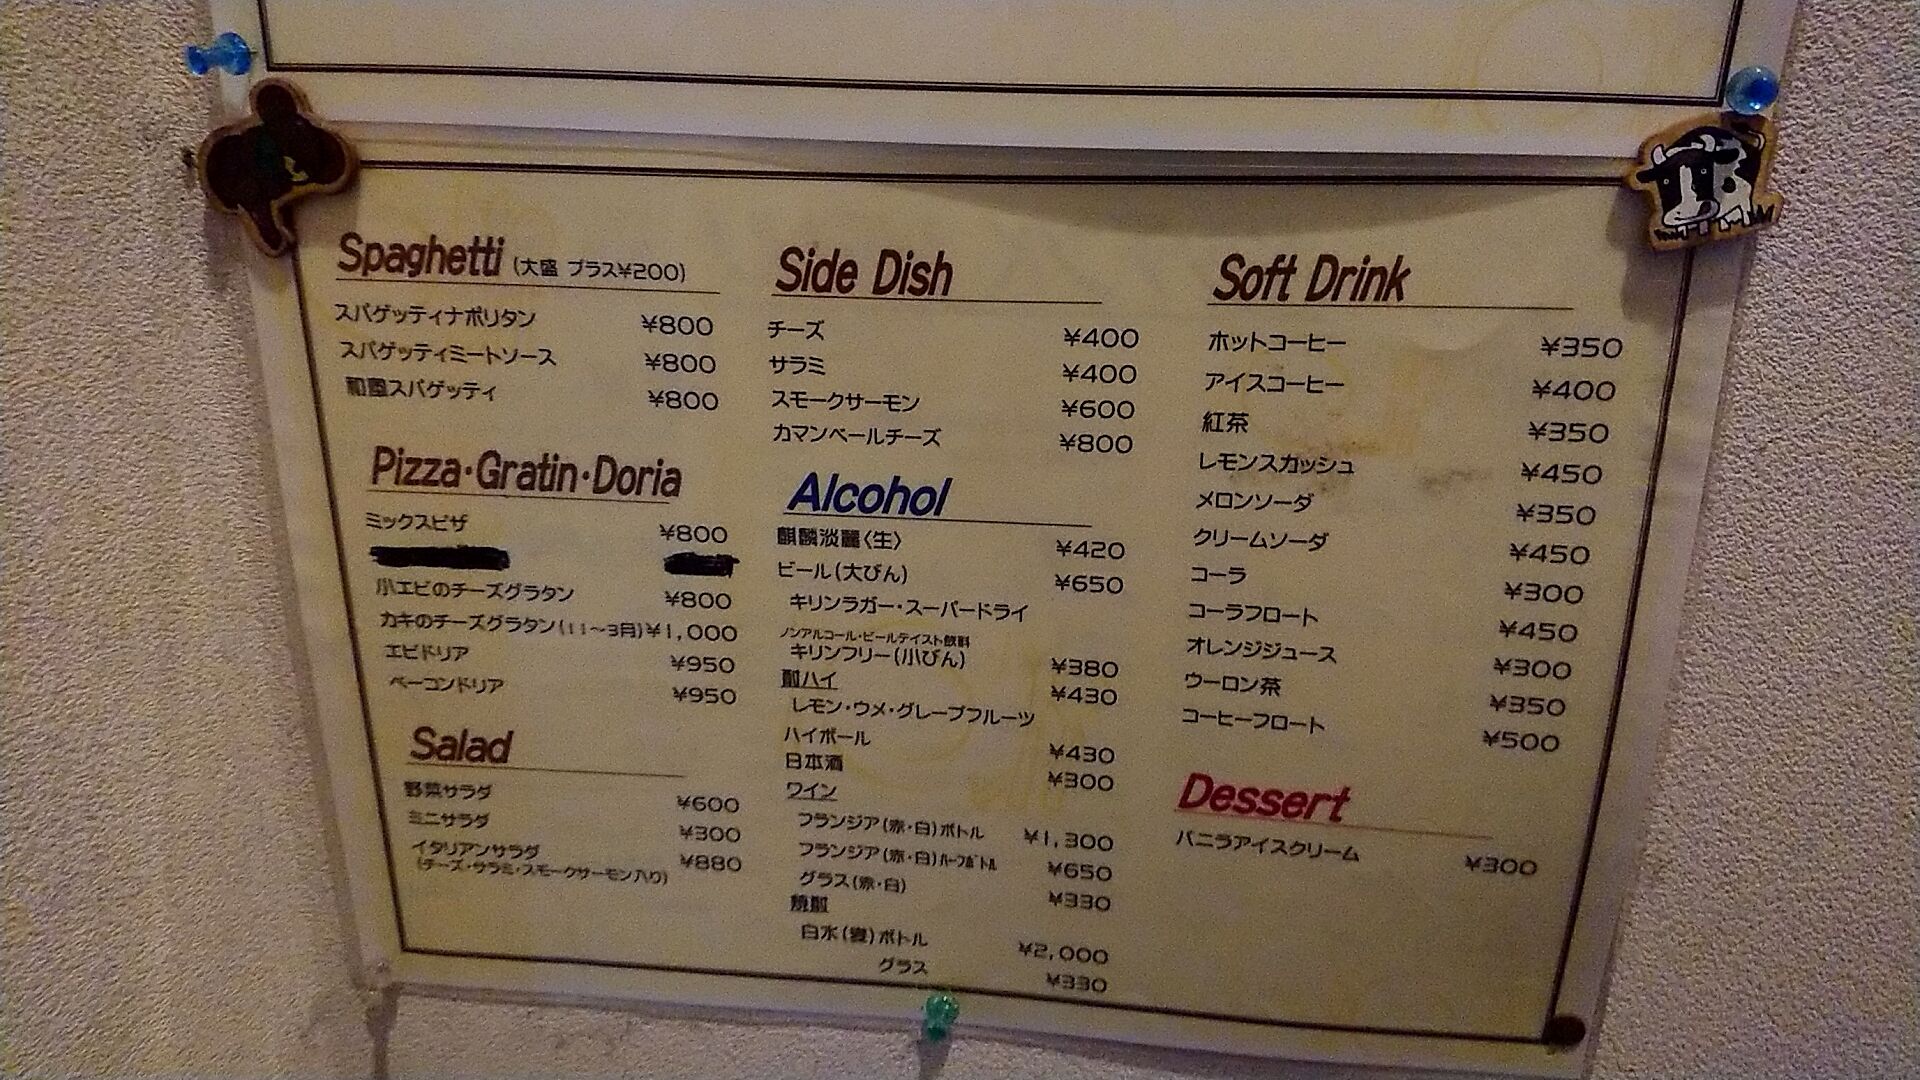 Spaghetti (大盛 プラス¥200)
スパゲッティナポリタン ¥800
スパゲッティミートソース ¥800
和風スパゲッティ ¥800
Pizza・Gratin・Doria
ミックスピザ ¥800
小エビのチーズグラタン ¥800
カキのチーズグラタン(11〜3月)¥1,000
エビドリア ¥950
ベーコンドリア ¥950
Salad
野菜サラダ ¥600
ミニサラダ ¥300
イタリアンサラダ ¥880
(チーズ・サラミ・スモークサーモン入り)
Side Dish
チーズ ¥400
サラミ ¥400
スモークサーモン ¥600
カマンベールチーズ ¥800
Alcohol
麒麟淡麗〈生〉 ¥420
ビール(大びん) ¥650
キリンラガー・スーパードライ
ノンアルコール・ビールテイスト飲料
キリンフリー(小びん) ¥380
酎ハイ ¥430
レモン・ウメ・グレープフルーツ
ハイボール ¥430
日本酒 ¥300
ワイン
フランジア(赤・白)ボトル ¥1,300
フランジア(赤・白)ハーフボトル ¥650
グラス(赤・白) ¥330
焼酎
白水(麦)ボトル ¥2,000
グラス ¥330
Soft Drink
ホットコーヒー ¥350
アイスコーヒー ¥400
紅茶 ¥350
レモンスカッシュ ¥450
メロンソーダ ¥350
クリームソーダ ¥450
コーラ ¥300
コーラフロート ¥450
オレンジジュース ¥300
ウーロン茶 ¥350
コーヒーフロート ¥500
Dessert
バニラアイスクリーム ¥300